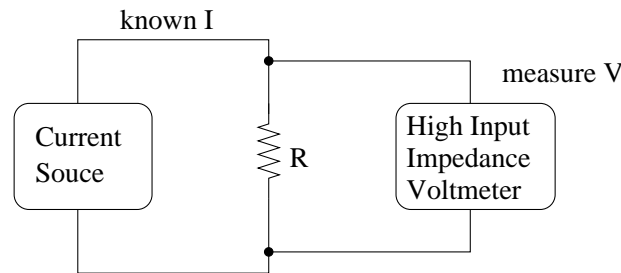 known I
measure V
Current
Souce
R
High Input
Impedance
Voltmeter